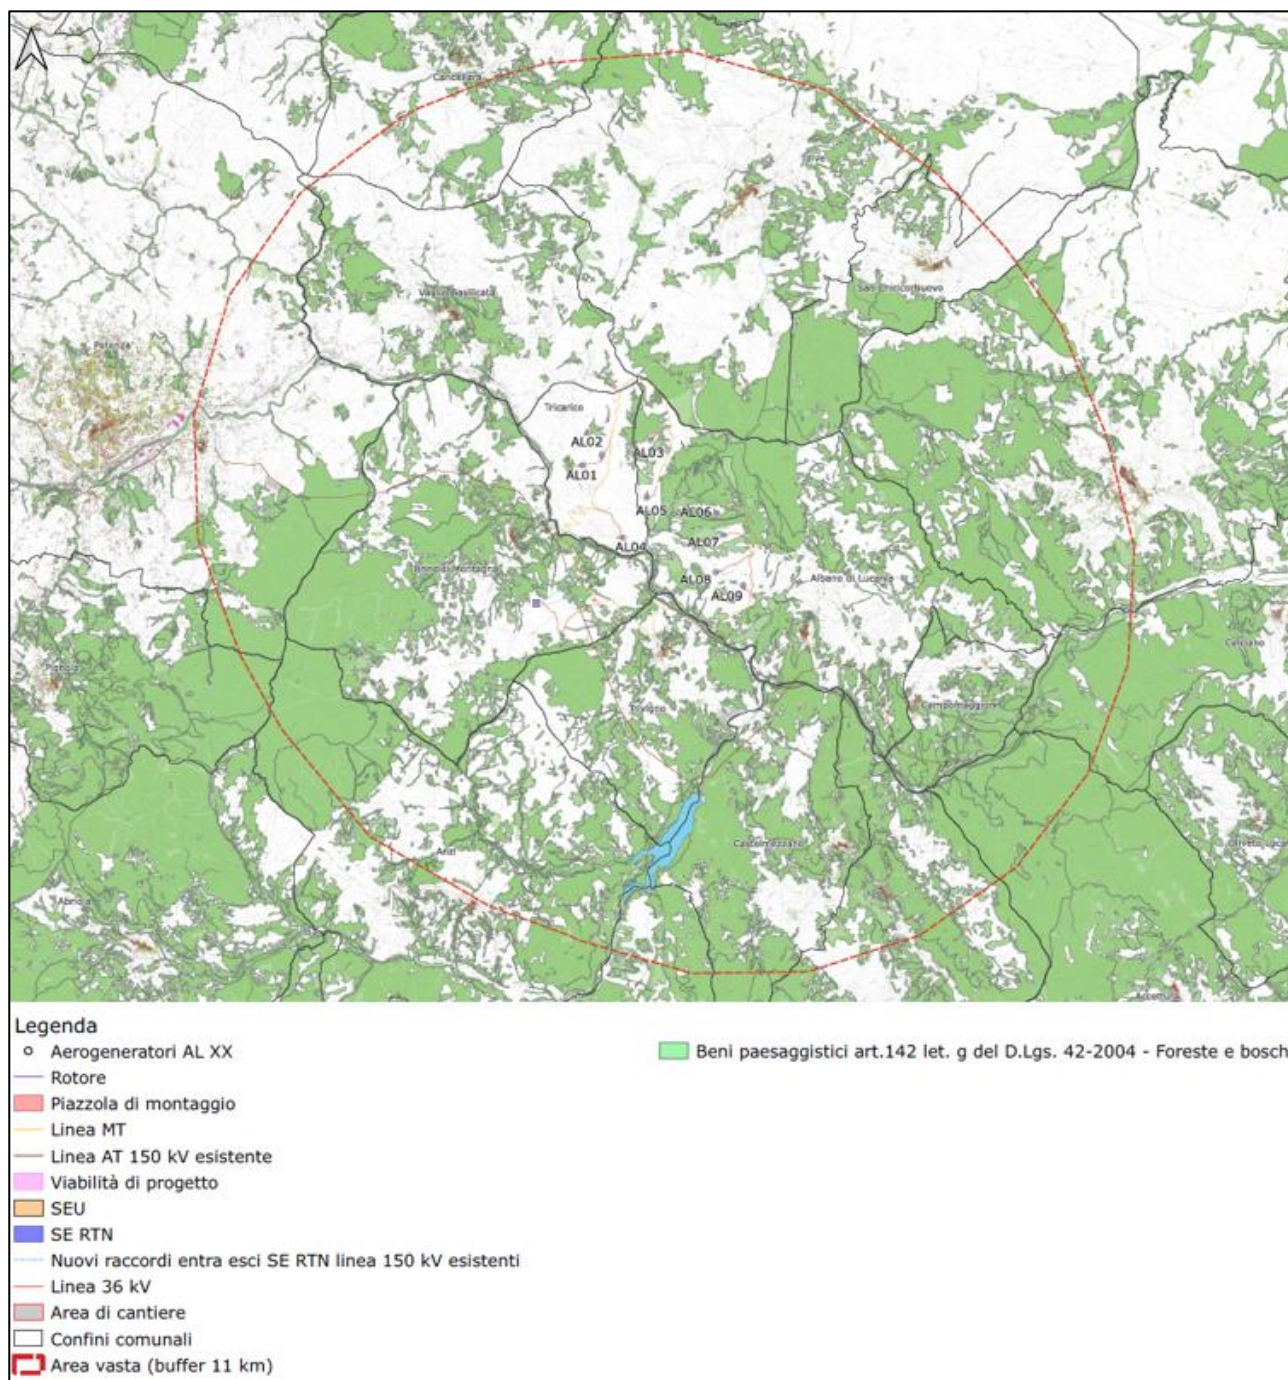 Cancellara
Tolve
Vaglio Basilicata
San Chirico Nuovo
Potenza
Tricarico
AL02
AL03
AL01
AL05
AL06
AL04
AL07
Brindisi Montagna
AL08
Albano di Lucania
AL09
Calciano
Pignola
Trivigno
Campomaggiore
Anzi
Castelmezzano
Oliveto Luca
Abriola
Accett
Legenda
Aerogeneratori AL XX
Beni paesaggistici art.142 let. g del D.Lgs. 42-2004 - Foreste e bosch
Rotore
Piazzola di montaggio
Linea MT
Linea AT 150 kV esistente
Viabilità di progetto
SEU
SE RTN
Nuovi raccordi entra esci SE RTN linea 150 kV esistenti
Linea 36 kV
Area di cantiere
Confini comunali
Area vasta (buffer 11 km)